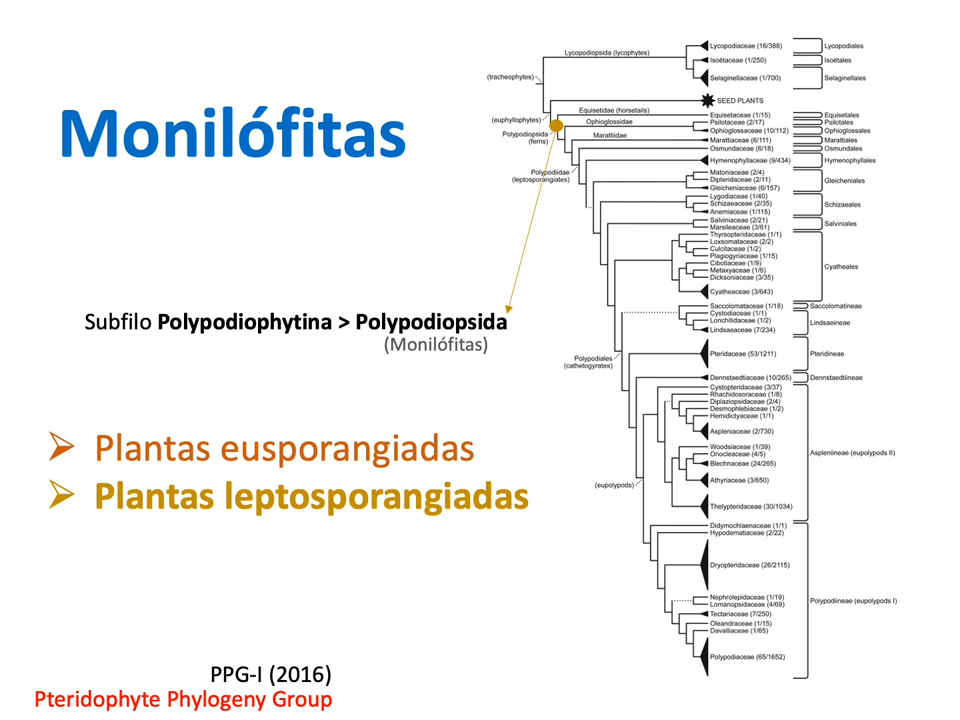 Monilófitas
Subfilo Polypodiophytina > Polypodiopsida
(Monilófitas)
➢ Plantas eusporangiadas
➢ Plantas leptosporangiadas
PPG-I (2016)
Pteridophyte Phylogeny Group
Lycopodiopsida (lycophytes)
(tracheophytes)
(euphyllophytes)
Equisetidae (horsetails)
Ophioglossidae
Polypodiopsida
(ferns)
Marattiidae
Polypodiidae
(leptosporangiates)
Polypodiales
(cathetogyrates)
(eupolypods)
Lycopodiaceae (16/388)
Isoëtaceae (1/250)
Selaginellaceae (1/700)
SEED PLANTS
Equisetaceae (1/15)
Psilotaceae (2/17)
Ophioglossaceae (10/112)
Marattiaceae (6/111)
Osmundaceae (6/18)
Hymenophyllaceae (9/434)
Matoniaceae (2/4)
Dipteridaceae (2/11)
Gleicheniaceae (6/157)
Lygodiaceae (1/40)
Schizaeaceae (2/35)
Anemiaceae (1/115)
Salviniaceae (2/21)
Marsileaceae (3/61)
Thyrsopteridaceae (1/1)
Loxsomataceae (2/2)
Culcitaceae (1/2)
Plagiogyriaceae (1/15)
Cibotiaceae (1/9)
Metaxyaceae (1/6)
Dicksoniaceae (3/35)
Cyatheaceae (3/643)
Saccolomataceae (1/18)
Cystodiaceae (1/1)
Lonchitidaceae (1/2)
Lindsaeaceae (7/234)
Pteridaceae (53/1211)
Dennstaedtiaceae (10/265)
Cystopteridaceae (3/37)
Rhachidosoraceae (1/8)
Diplaziopsidaceae (2/4)
Desmophlebiaceae (1/2)
Hemidictyaceae (1/1)
Aspleniaceae (2/730)
Woodsiaceae (1/39)
Onocleaceae (4/5)
Blechnaceae (24/265)
Athyriaceae (3/650)
Thelypteridaceae (30/1034)
Didymochlaenaceae (1/1)
Hypodematiaceae (2/22)
Dryopteridaceae (26/2115)
Nephrolepidaceae (1/19)
Lomariopsidaceae (4/69)
Tectariaceae (7/250)
Oleandraceae (1/15)
Davalliaceae (1/65)
Polypodiaceae (65/1652)
Lycopodiales
Isoëtales
Selaginellales
Equisetales
Psilotales
Ophioglossales
Marattiales
Osmundales
Hymenophyllales
Gleicheniales
Schizaeales
Salviniales
Cyatheales
Saccolomatineae
Lindsaeineae
Pteridineae
Dennstaedtiineae
Aspleniineae (eupolypods II)
Polypodiineae (eupolypods I)